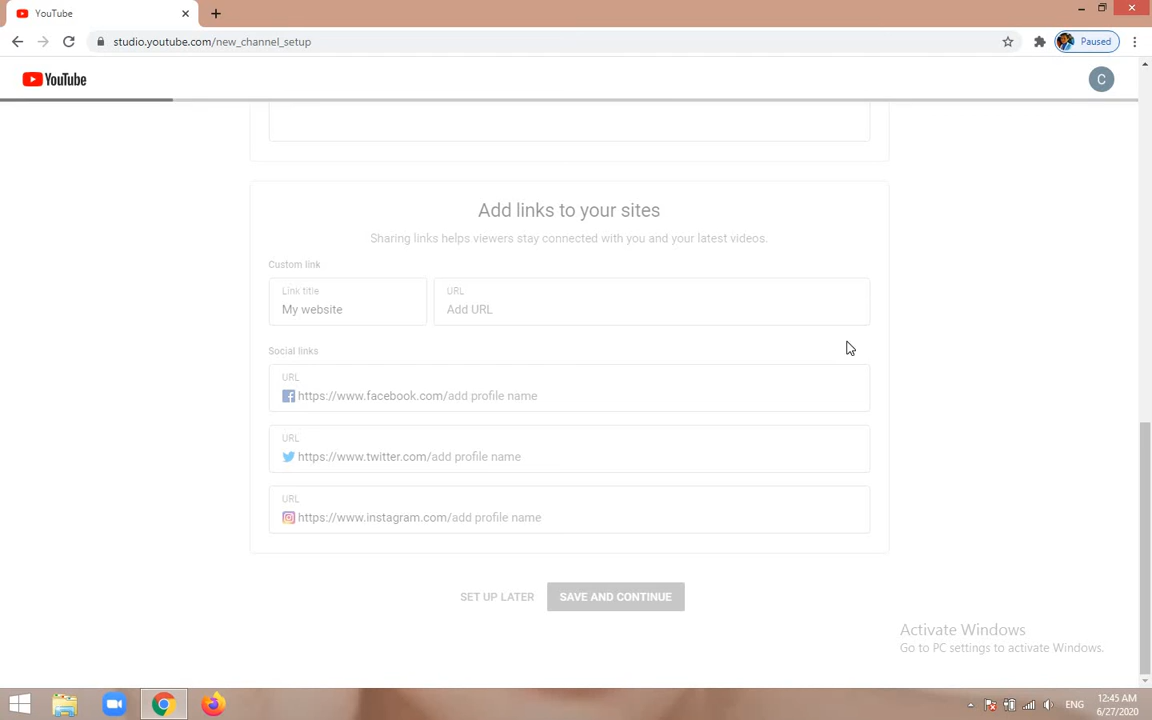 YouTube
studio.youtube.com/new_channel_setup
Paused
YouTube
C
Add links to your sites
Sharing links helps viewers stay connected with you and your latest videos.
Custom link
Link title
My website
URL
Add URL
Social links
URL
https://www.facebook.com/add profile name
URL
https://www.twitter.com/add profile name
URL
https://www.instagram.com/add profile name
SET UP LATER
SAVE AND CONTINUE
Activate Windows
Go to PC settings to activate Windows.
ENG
12:45 AM
6/27/2020